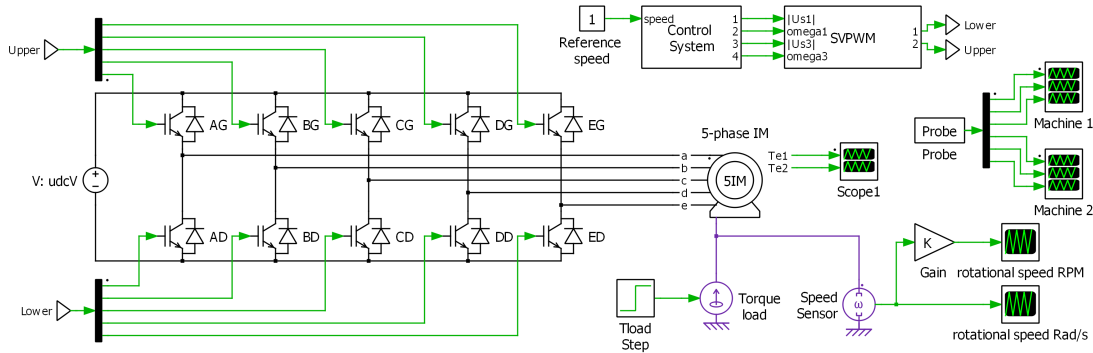 Upper
AG
BG
CG
DG
EG
V: udcV
+
−
AD
BD
CD
DD
ED
Lower
1
Reference
speed
speed
Control
System
1
2
3
4
|Us1|
omega1
|Us3|
omega3
SVPWM
1
2
Lower
Upper
5-phase IM
a
b
c
d
e
5IM
Te1
Te2
Scope1
Probe
Probe
Machine 1
Machine 2
Tload
Step
Torque
load
Speed
Sensor
ω
K
Gain
rotational speed RPM
rotational speed Rad/s